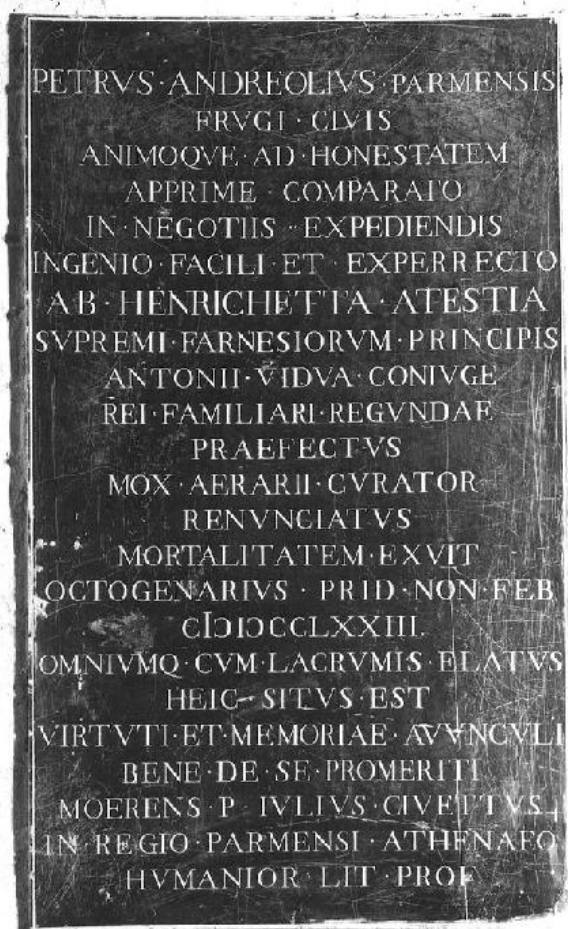 PETRVS·ANDREOLIVS·PARMENSIS
FRVGI·CIVIS
ANIMOQVE·AD·HONESTATEM
APPRIME·COMPARATO
IN·NEGOTIIS·EXPEDIENDIS
INGENIO·FACILI·ET·EXPERRECTO
AB·HENRICHETTA·ATESTIA
SVPREMI·FARNESIORVM·PRINCIPIS
ANTONII·VIDVA·CONIVGE
REI·FAMILIARI·REGVNDAE
PRAEFECTVS
MOX·AERARII·CVRATOR
RENVNCIATVS
MORTALITATEM·EXVIT
OCTOGENARIVS·PRID·NON·FEB
CIƆIƆCCLXXIII.
OMNIVMQ·CVM·LACRVMIS·ELATVS
HEIC·SITVS·EST
VIRTVTI·ET·MEMORIAE·AVVNCVLI
BENE·DE·SE·PROMERITI
MOERENS·P·IVLIVS·CIVETTVS
IN·REGIO·PARMENSI·ATHENAEO
HVMANIOR·LIT·PROF